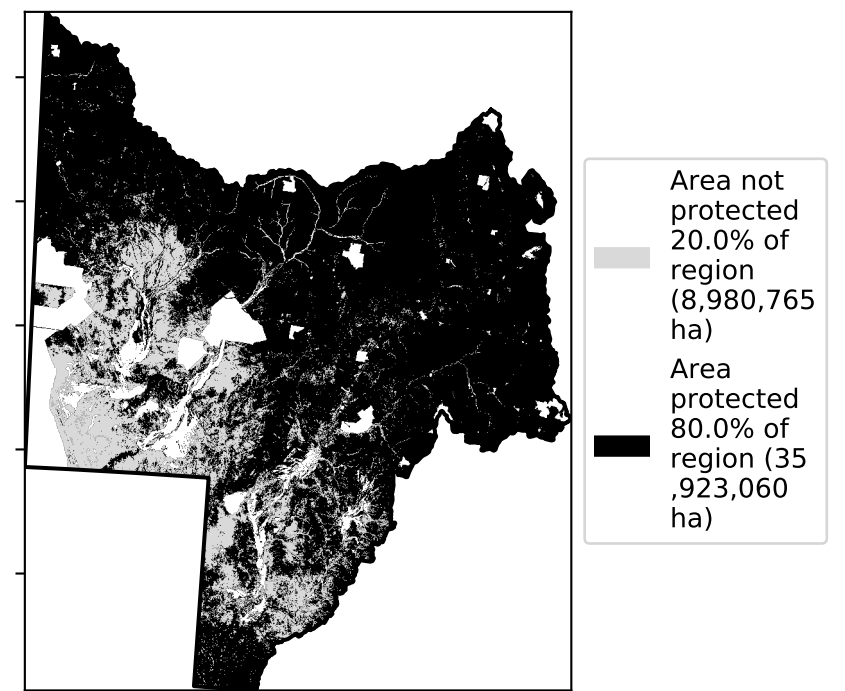 Area not
protected
20.0% of
region
(8,980,765
ha)
Area
protected
80.0% of
region (35
,923,060
ha)